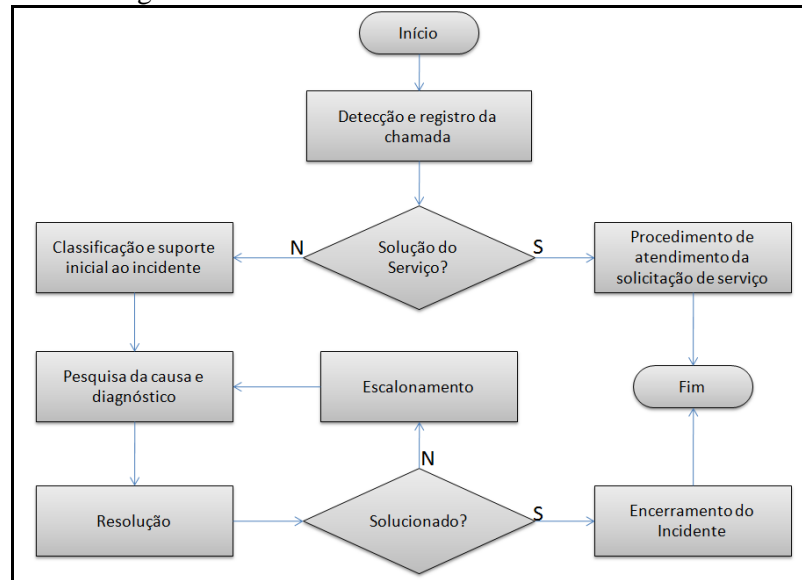 Início
Detecção e registro da
chamada
Classificação e suporte
inicial ao incidente
N
Solução do
Serviço?
S
Procedimento de
atendimento da
solicitação de serviço
Pesquisa da causa e
diagnóstico
Escalonamento
Fim
N
Resolução
Solucionado?
S
Encerramento do
Incidente